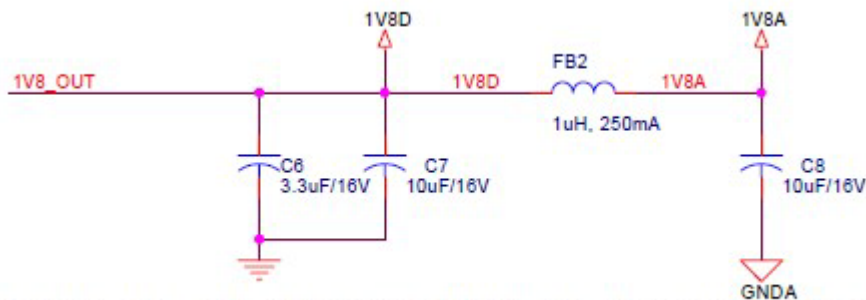 1V8D
1V8A
FB2
1V8_OUT
1V8D
1V8A
1uH, 250mA
C6
3.3uF/16V
C7
10uF/16V
C8
10uF/16V
GNDA